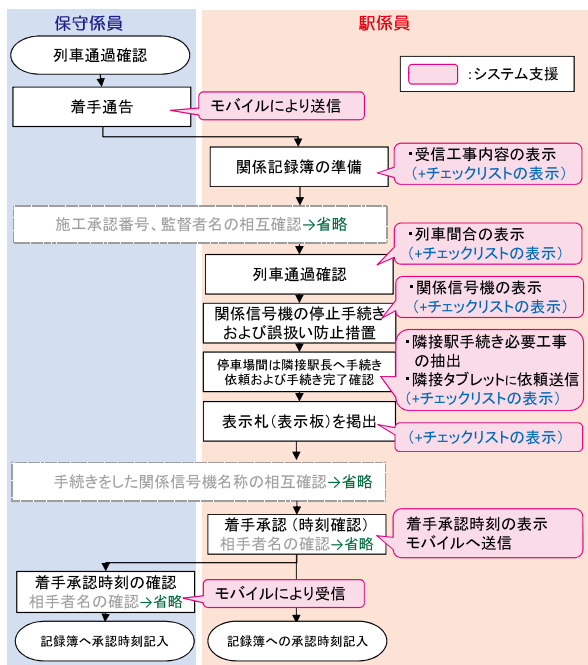 保守係員
駅係員
列車通過確認
:システム支援
着手通告
モバイルにより送信
関係記録簿の準備
・受信工事内容の表示
(+チェックリストの表示)
施工承認番号、監督者名の相互確認→省略
・列車間合の表示
(+チェックリストの表示)
列車通過確認
関係信号機の停止手続き
および誤扱い防止措置
・関係信号機の表示
(+チェックリストの表示)
停車場間は隣接駅長へ手続き
依頼および手続き完了確認
・隣接駅手続き必要工事
の抽出
・隣接タブレットに依頼送信
(+チェックリストの表示)
表示札(表示板)を掲出
(+チェックリストの表示)
手続きをした関係信号機名称の相互確認→省略
着手承認(時刻確認)
相手者名の確認→省略
着手承認時刻の表示
モバイルへ送信
着手承認時刻の確認
相手者名の確認→省略
モバイルにより受信
記録簿へ承認時刻記入
記録簿への承認時刻記入